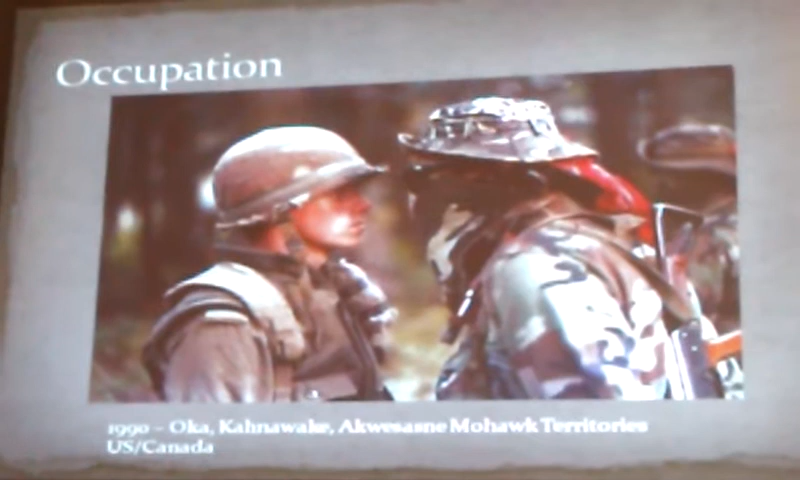 Occupation
1990 – Oka, Kahnawake, Akwesasne Mohawk Territories
US/Canada